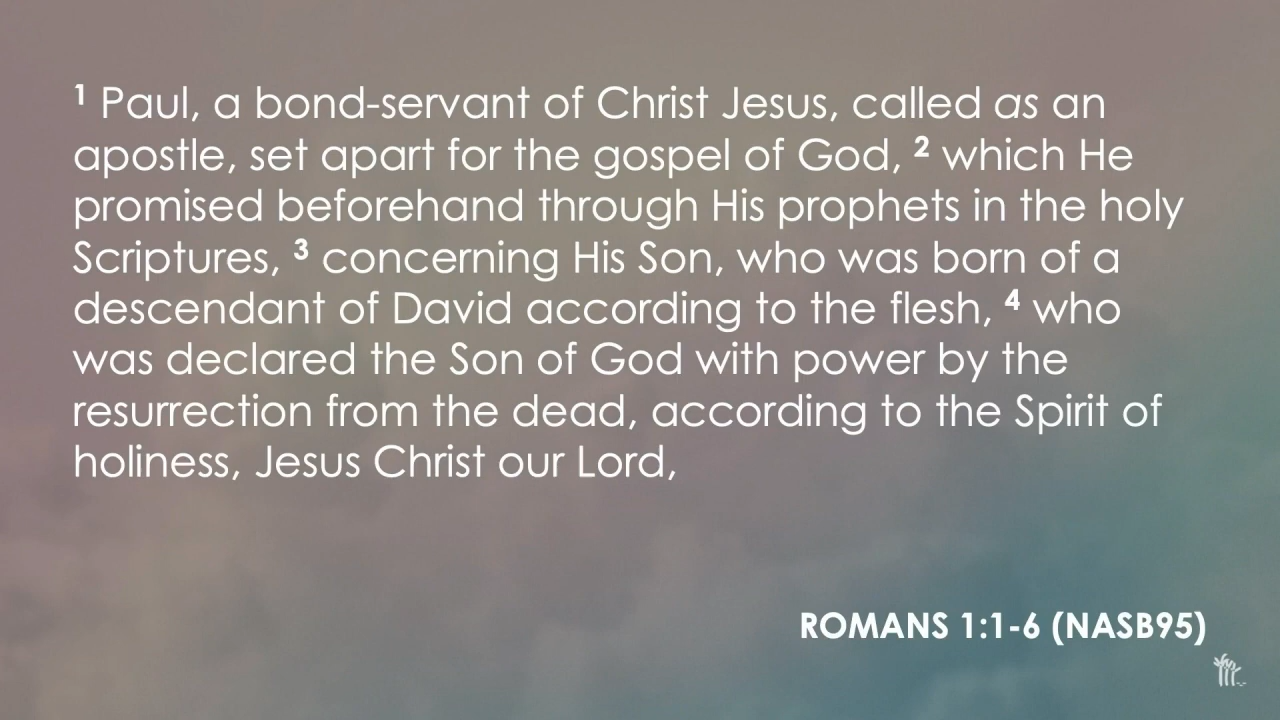 1 Paul, a bond-servant of Christ Jesus, called as an
apostle, set apart for the gospel of God, 2 which He
promised beforehand through His prophets in the holy
Scriptures, 3 concerning His Son, who was born of a
descendant of David according to the flesh, 4 who
was declared the Son of God with power by the
resurrection from the dead, according to the Spirit of
holiness, Jesus Christ our Lord,
ROMANS 1:1-6 (NASB95)